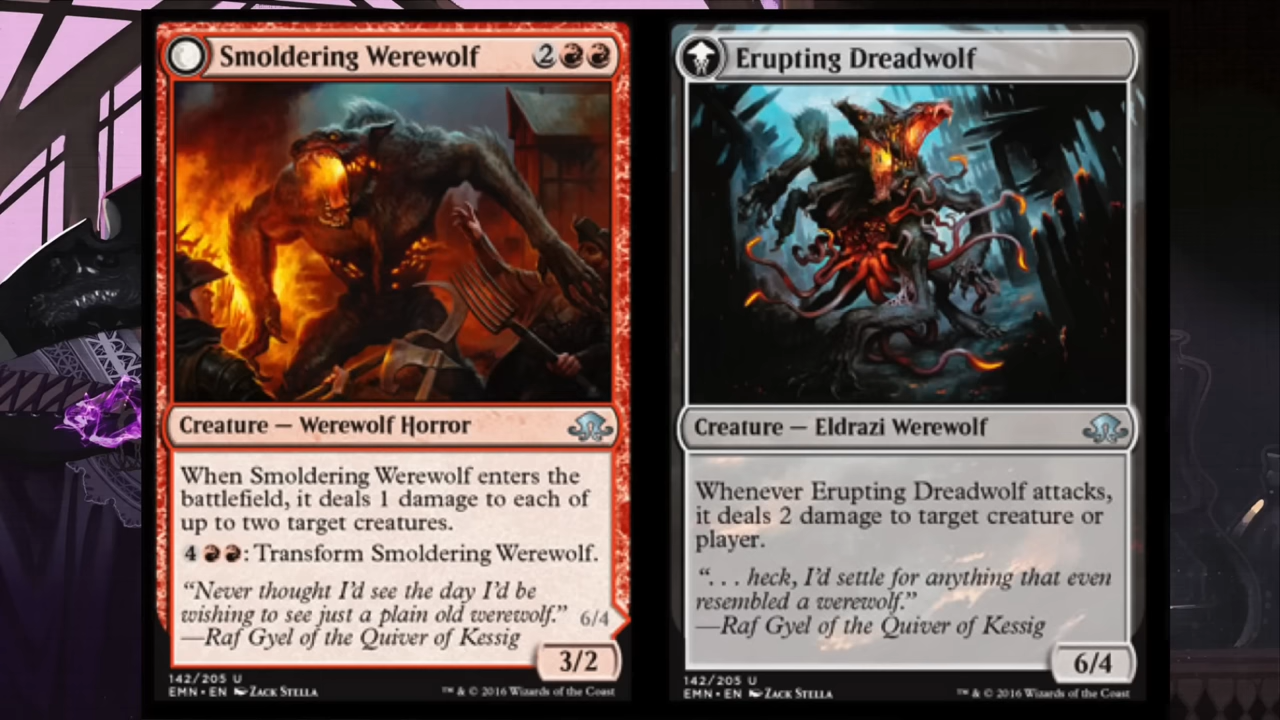 Smoldering Werewolf 2
Creature — Werewolf Horror
When Smoldering Werewolf enters the
battlefield, it deals 1 damage to each of
up to two target creatures.
4 : Transform Smoldering Werewolf.
“Never thought I’d see the day I’d be
wishing to see just a plain old werewolf.” 6/4
—Raf Gyel of the Quiver of Kessig
3/2
142/205 U
EMN • EN Zack Stella ™ & © 2016 Wizards of the Coast
Erupting Dreadwolf
Creature — Eldrazi Werewolf
Whenever Erupting Dreadwolf attacks,
it deals 2 damage to target creature or
player.
“. . . heck, I’d settle for anything that even
resembled a werewolf.”
—Raf Gyel of the Quiver of Kessig
6/4
142/205 U
EMN • EN Zack Stella ™ & © 2016 Wizards of the Coast